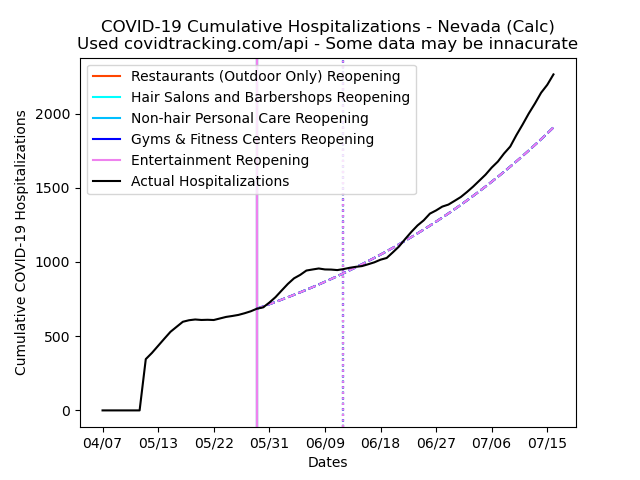 COVID-19 Cumulative Hospitalizations - Nevada (Calc)
Used covidtracking.com/api - Some data may be innacurate
Restaurants (Outdoor Only) Reopening
Hair Salons and Barbershops Reopening
Non-hair Personal Care Reopening
Gyms & Fitness Centers Reopening
Entertainment Reopening
Actual Hospitalizations
Cumulative COVID-19 Hospitalizations
2000
1500
1000
500
0
04/07 05/13 05/22 05/31 06/09 06/18 06/27 07/06 07/15
Dates